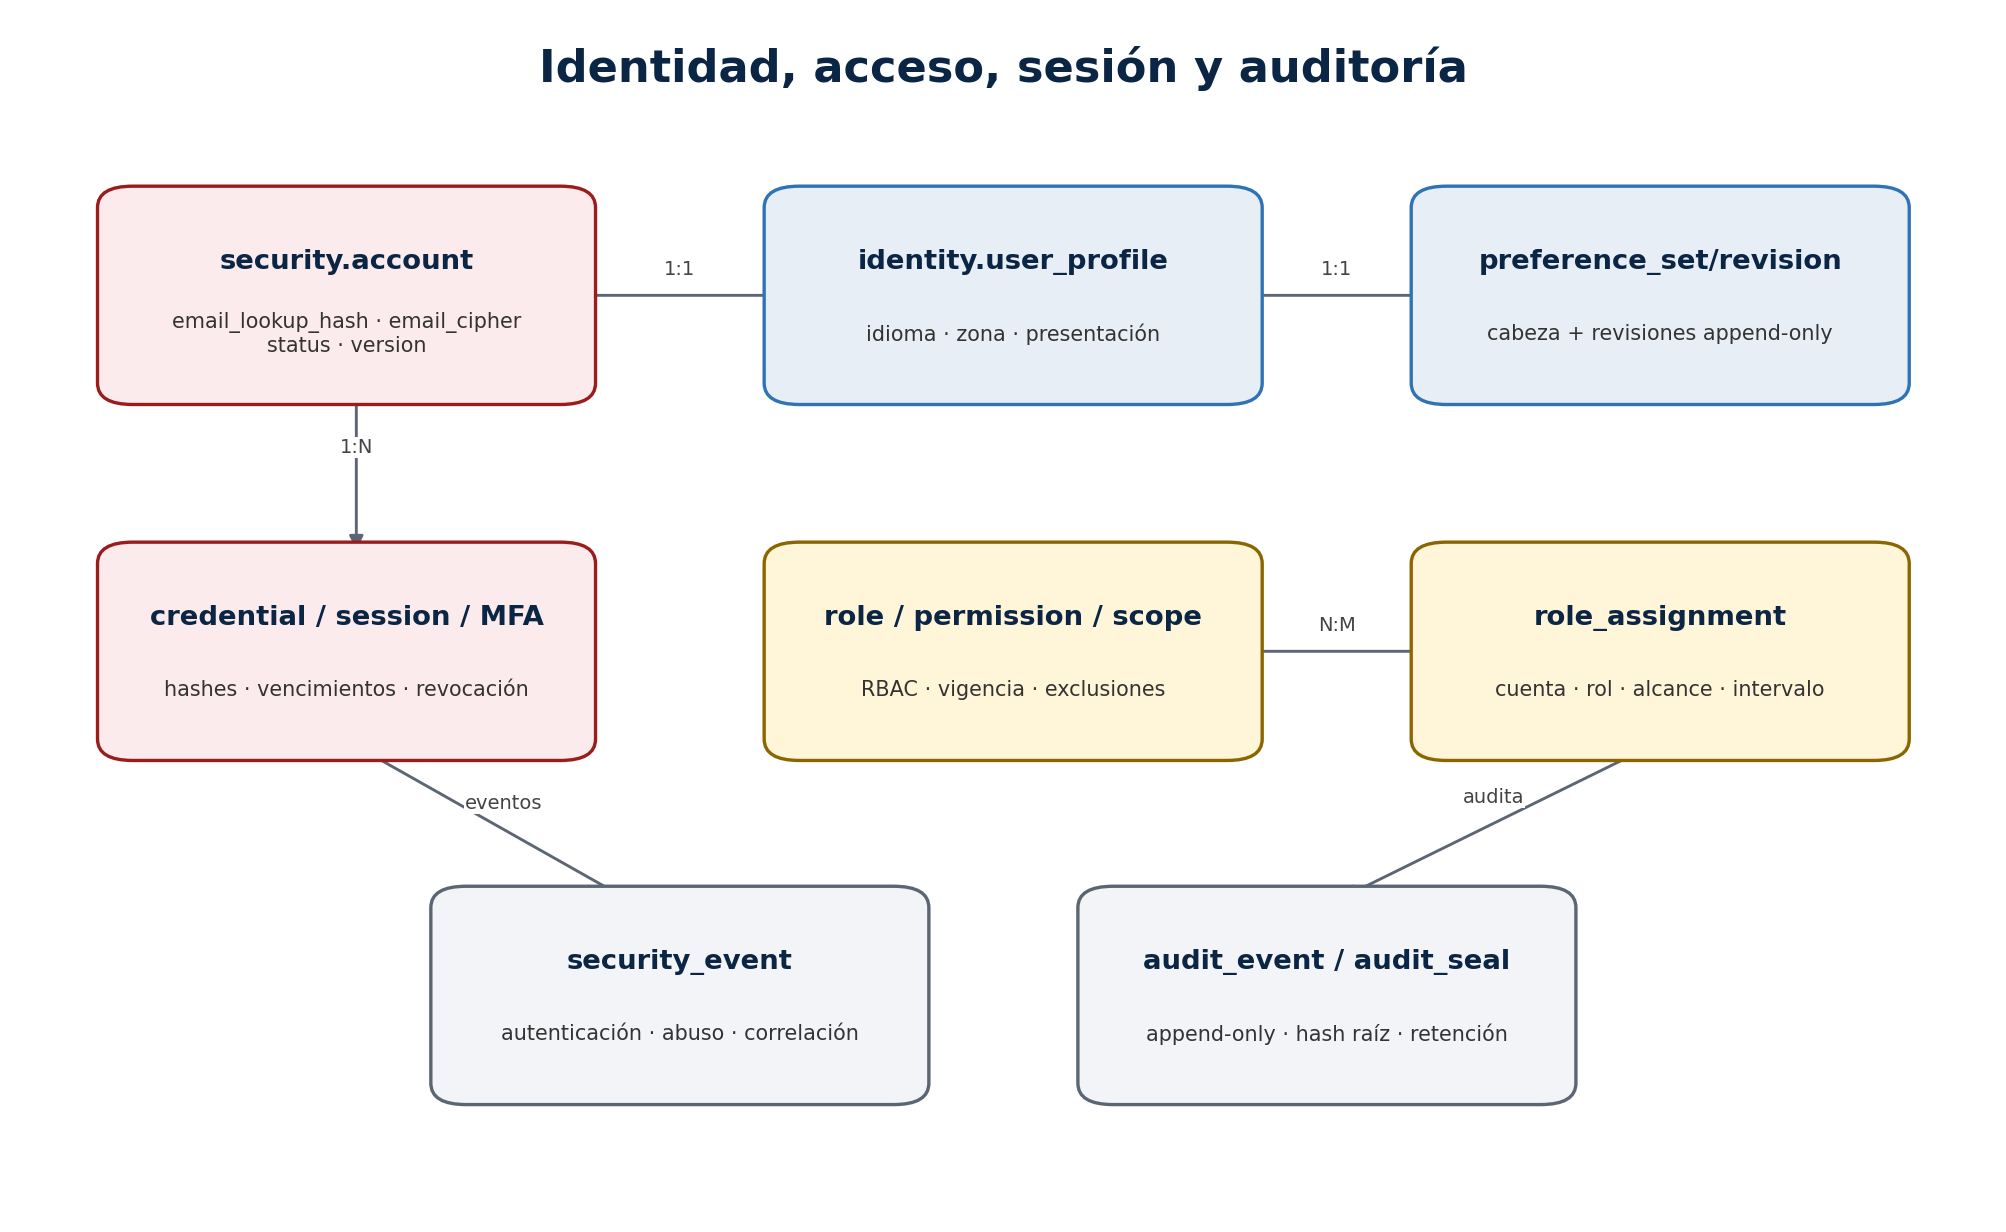 Identidad, acceso, sesión y auditoría
security.account
email_lookup_hash · email_cipher
status · version
1:1
identity.user_profile
idioma · zona · presentación
1:1
preference_set/revision
cabeza + revisiones append-only
1:N
credential / session / MFA
hashes · vencimientos · revocación
role / permission / scope
RBAC · vigencia · exclusiones
N:M
role_assignment
cuenta · rol · alcance · intervalo
eventos
audita
security_event
autenticación · abuso · correlación
audit_event / audit_seal
append-only · hash raíz · retención